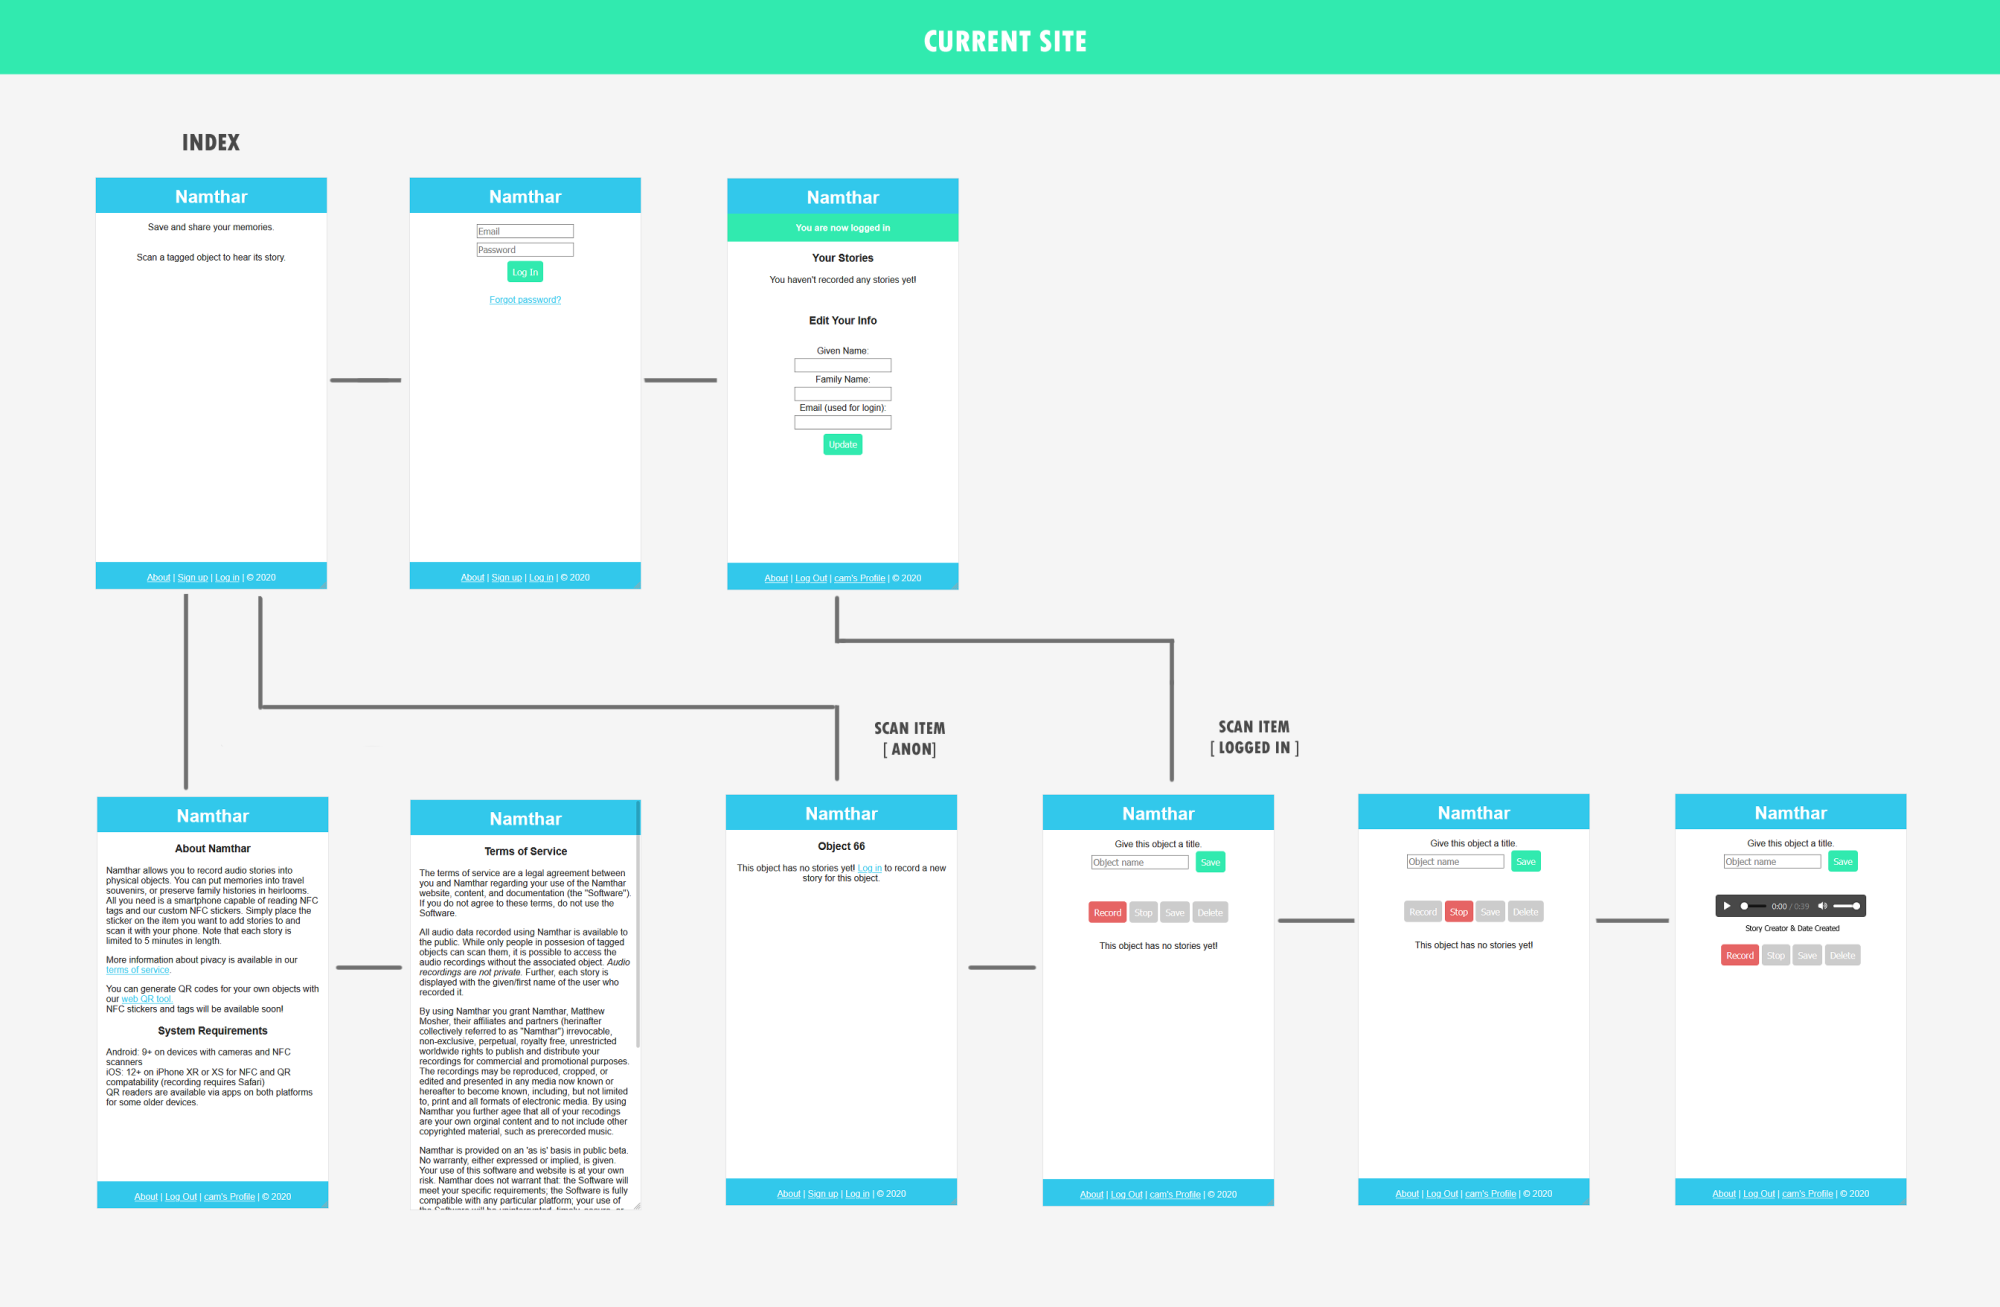 CURRENT SITE
INDEX
Namthar
Save and share your memories.
Scan a tagged object to hear its story.
About | Sign up | Log in | © 2020
Namthar
Email
Password
Log In
Forgot password?
About | Sign up | Log in | © 2020
Namthar
You are now logged in
Your Stories
You haven't recorded any stories yet!
Edit Your Info
Given Name:
Family Name:
Email (used for login):
Update
About | Log Out | cam's Profile | © 2020
SCAN ITEM
[ ANON]
SCAN ITEM
[ LOGGED IN ]
Namthar
About Namthar
Namthar allows you to record audio stories into
physical objects. You can put memories into travel
souvenirs, or preserve family histories in heirlooms.
All you need is a smartphone capable of reading NFC
tags and our custom NFC stickers. Simply place the
sticker on the item you want to add stories to and
scan it with your phone. Note that each story is
limited to 5 minutes in length.
More information about pivacy is available in our
terms of service.
You can generate QR codes for your own objects with
our web QR tool.
NFC stickers and tags will be available soon!
System Requirements
Android: 9+ on devices with cameras and NFC
scanners
iOS: 12+ on iPhone XR or XS for NFC and QR
compatability (recording requires Safari)
QR readers are available via apps on both platforms
for some older devices.
About | Log Out | cam's Profile | © 2020
Namthar
Terms of Service
The terms of service are a legal agreement between
you and Namthar regarding your use of the Namthar
website, content, and documentation (the "Software").
If you do not agree to these terms, do not use the
Software.
All audio data recorded using Namthar is available to
the public. While only people in possesion of tagged
objects can scan them, it is possible to access the
audio recordings without the associated object. Audio
recordings are not private. Further, each story is
displayed with the given/first name of the user who
recorded it.
By using Namthar you grant Namthar, Matthew
Mosher, their affiliates and partners (herinafter
collectively referred to as "Namthar") irrevocable,
non-exclusive, perpetual, royalty free, unrestricted
worldwide rights to publish and distribute your
recordings for commercial and promotional purposes.
The recordings may be reproduced, cropped, or
edited and presented in any media now known or
hereafter to become known, including, but not limited
to, print and all formats of electronic media. By using
Namthar you further agee that all of your recodings
are your own orginal content and to not include other
copyrighted material, such as prerecorded music.
Namthar is provided on an 'as is' basis in public beta.
No warranty, either expressed or implied, is given.
Your use of this software and website is at your own
risk. Namthar does not warrant that: the Software will
meet your specific requirements; the Software is fully
compatible with any particular platform; your use of
the Software will be uninterrupted, timely, secure, or
Namthar
Object 66
This object has no stories yet! Log in to record a new
story for this object.
About | Sign up | Log in | © 2020
Namthar
Give this object a title.
Object name Save
Record Stop Save Delete
This object has no stories yet!
About | Log Out | cam's Profile | © 2020
Namthar
Give this object a title.
Object name Save
Record Stop Save Delete
This object has no stories yet!
About | Log Out | cam's Profile | © 2020
Namthar
Give this object a title.
Object name Save
0:00 / 0:39
Story Creator & Date Created
Record Stop Save Delete
About | Log Out | cam's Profile | © 2020